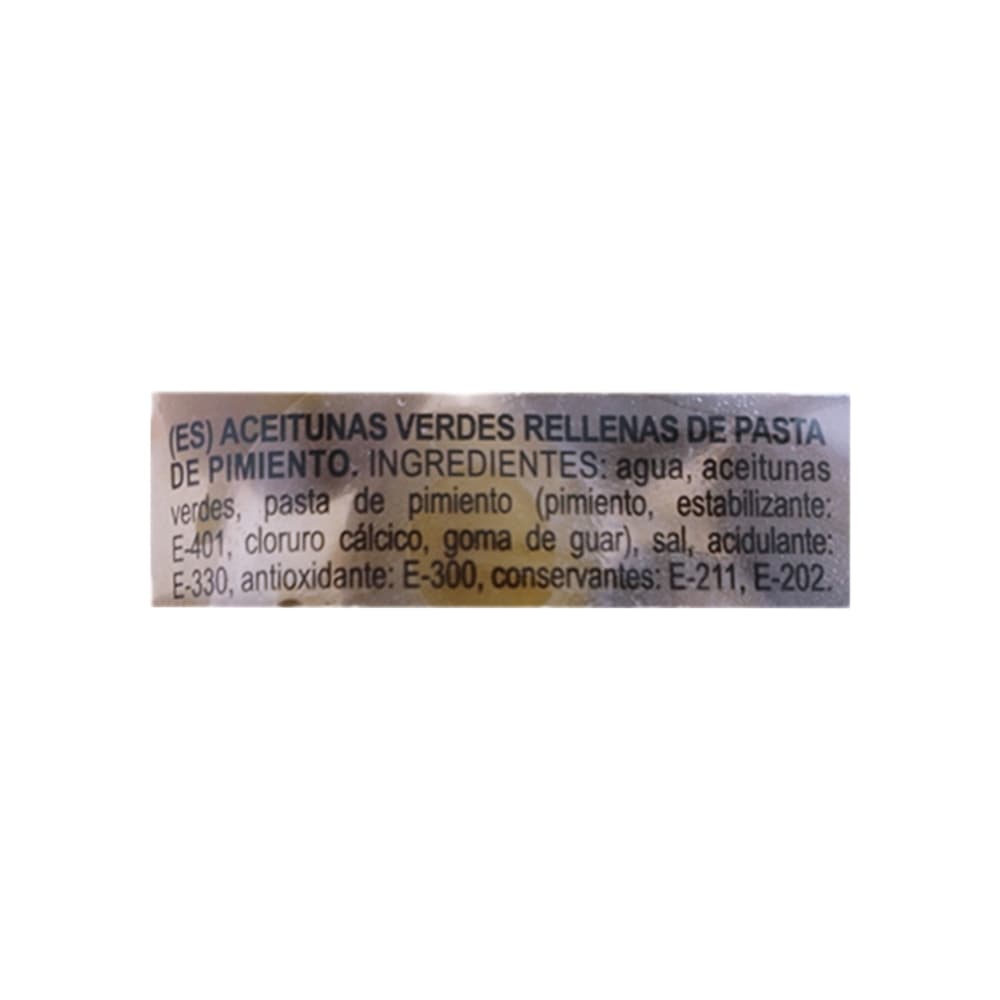 (ES) ACEITUNAS VERDES RELLENAS DE PASTA
DE PIMIENTO. INGREDIENTES: agua, aceitunas
verdes, pasta de pimiento (pimiento, estabilizante:
E-401, cloruro cálcico, goma de guar), sal, acidulante:
E-330, antioxidante: E-300, conservantes: E-211, E-202.